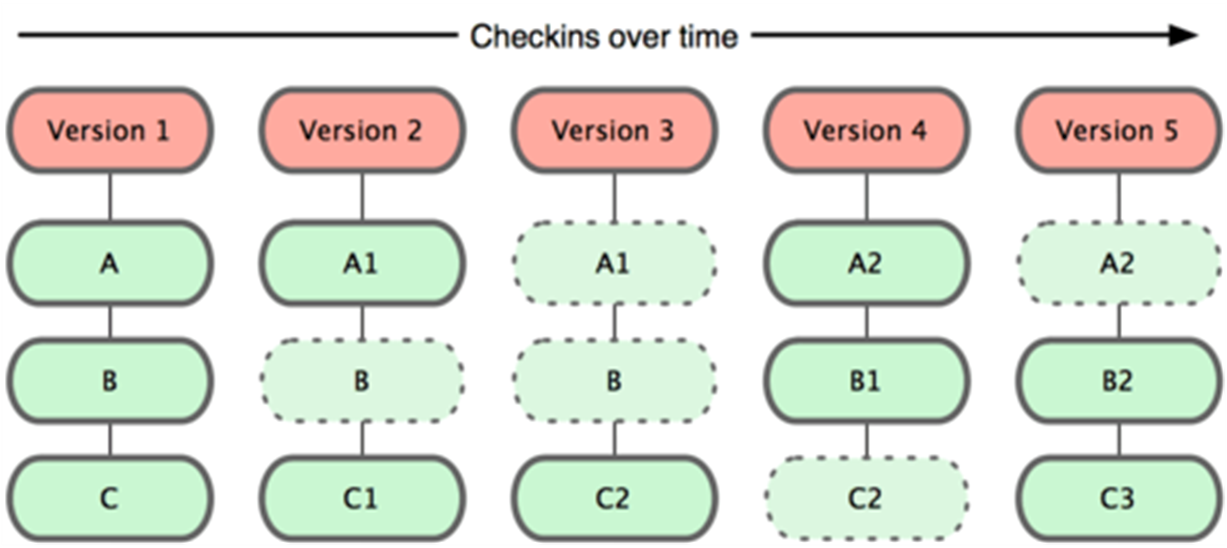 Checkins over time
Version 1 Version 2 Version 3 Version 4 Version 5
A A1 A1 A2 A2
B B B B1 B2
C C1 C2 C2 C3